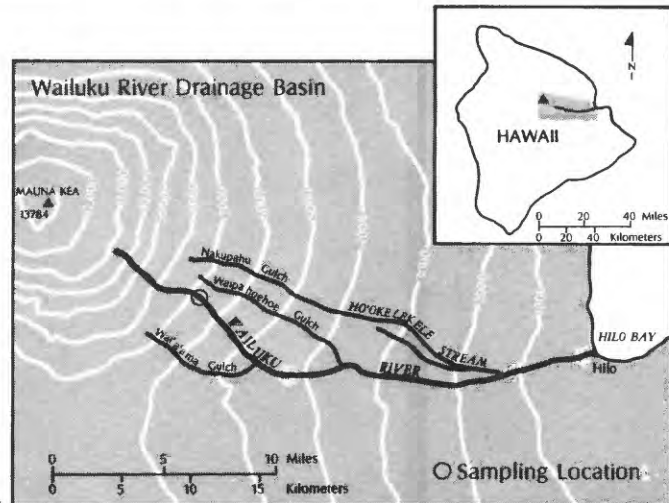 Wailuku River Drainage Basin
N
HAWAII
0 20 40 Miles
0 20 40 Kilometers
MAUNA KEA
13784
Nakupahu Gulch
Waipahoehoe Gulch
HO'OKELEKELE STREAM
WAILUKU RIVER
Gulch
HILO BAY
Hilo
0 5 10 Miles
0 5 10 15 Kilometers
Sampling Location